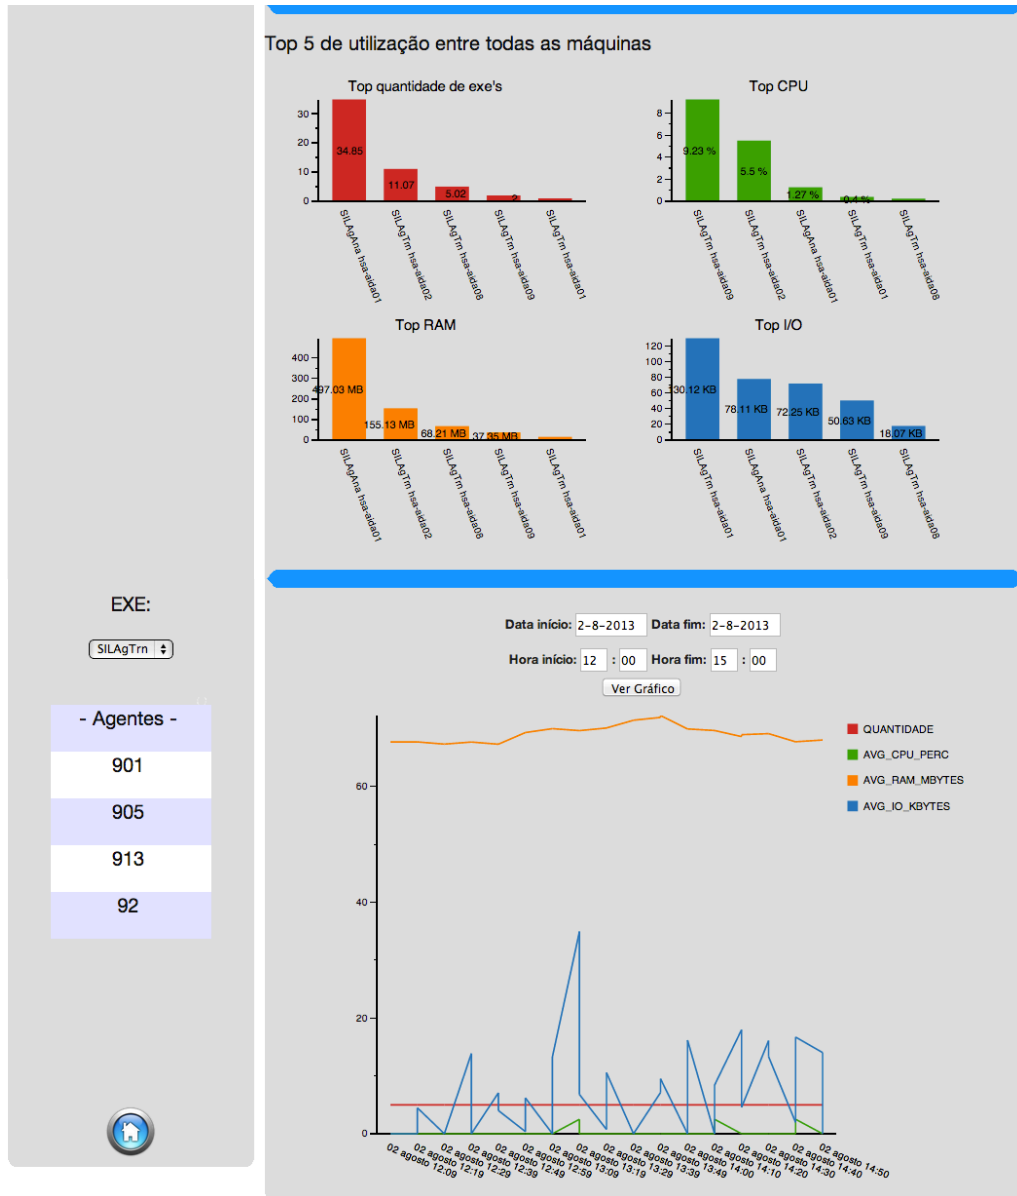 Top 5 de utilização entre todas as máquinas
Top quantidade de exe's
30
20
10
0
34.85
11.07
5.02
2
SILAgAna hsa-aida01
SILAgTrn hsa-aida02
SILAgTrn hsa-aida08
SILAgTrn hsa-aida09
SILAgTrn hsa-aida01
Top CPU
8
6
4
2
0
9.23 %
5.5 %
1.27 %
0.4 %
SILAgTrn hsa-aida09
SILAgTrn hsa-aida02
SILAgAna hsa-aida01
SILAgTrn hsa-aida01
SILAgTrn hsa-aida08
Top RAM
400
300
200
100
0
497.03 MB
155.13 MB
68.21 MB
37.35 MB
SILAgAna hsa-aida01
SILAgTrn hsa-aida02
SILAgTrn hsa-aida08
SILAgTrn hsa-aida09
SILAgTrn hsa-aida01
Top I/O
120
100
80
60
40
20
0
130.12 KB
78.11 KB
72.25 KB
50.63 KB
18.07 KB
SILAgTrn hsa-aida01
SILAgAna hsa-aida01
SILAgTrn hsa-aida02
SILAgTrn hsa-aida09
SILAgTrn hsa-aida08
EXE:
SILAgTrn
- Agentes -
901
905
913
92
Data início: 2-8-2013 Data fim: 2-8-2013
Hora início: 12 : 00 Hora fim: 15 : 00
Ver Gráfico
QUANTIDADE
AVG_CPU_PERC
AVG_RAM_MBYTES
AVG_IO_KBYTES
60
40
20
0
02 agosto 12:09
02 agosto 12:19
02 agosto 12:29
02 agosto 12:39
02 agosto 12:49
02 agosto 12:59
02 agosto 13:09
02 agosto 13:19
02 agosto 13:29
02 agosto 13:39
02 agosto 13:49
02 agosto 14:00
02 agosto 14:10
02 agosto 14:20
02 agosto 14:30
02 agosto 14:40
02 agosto 14:50